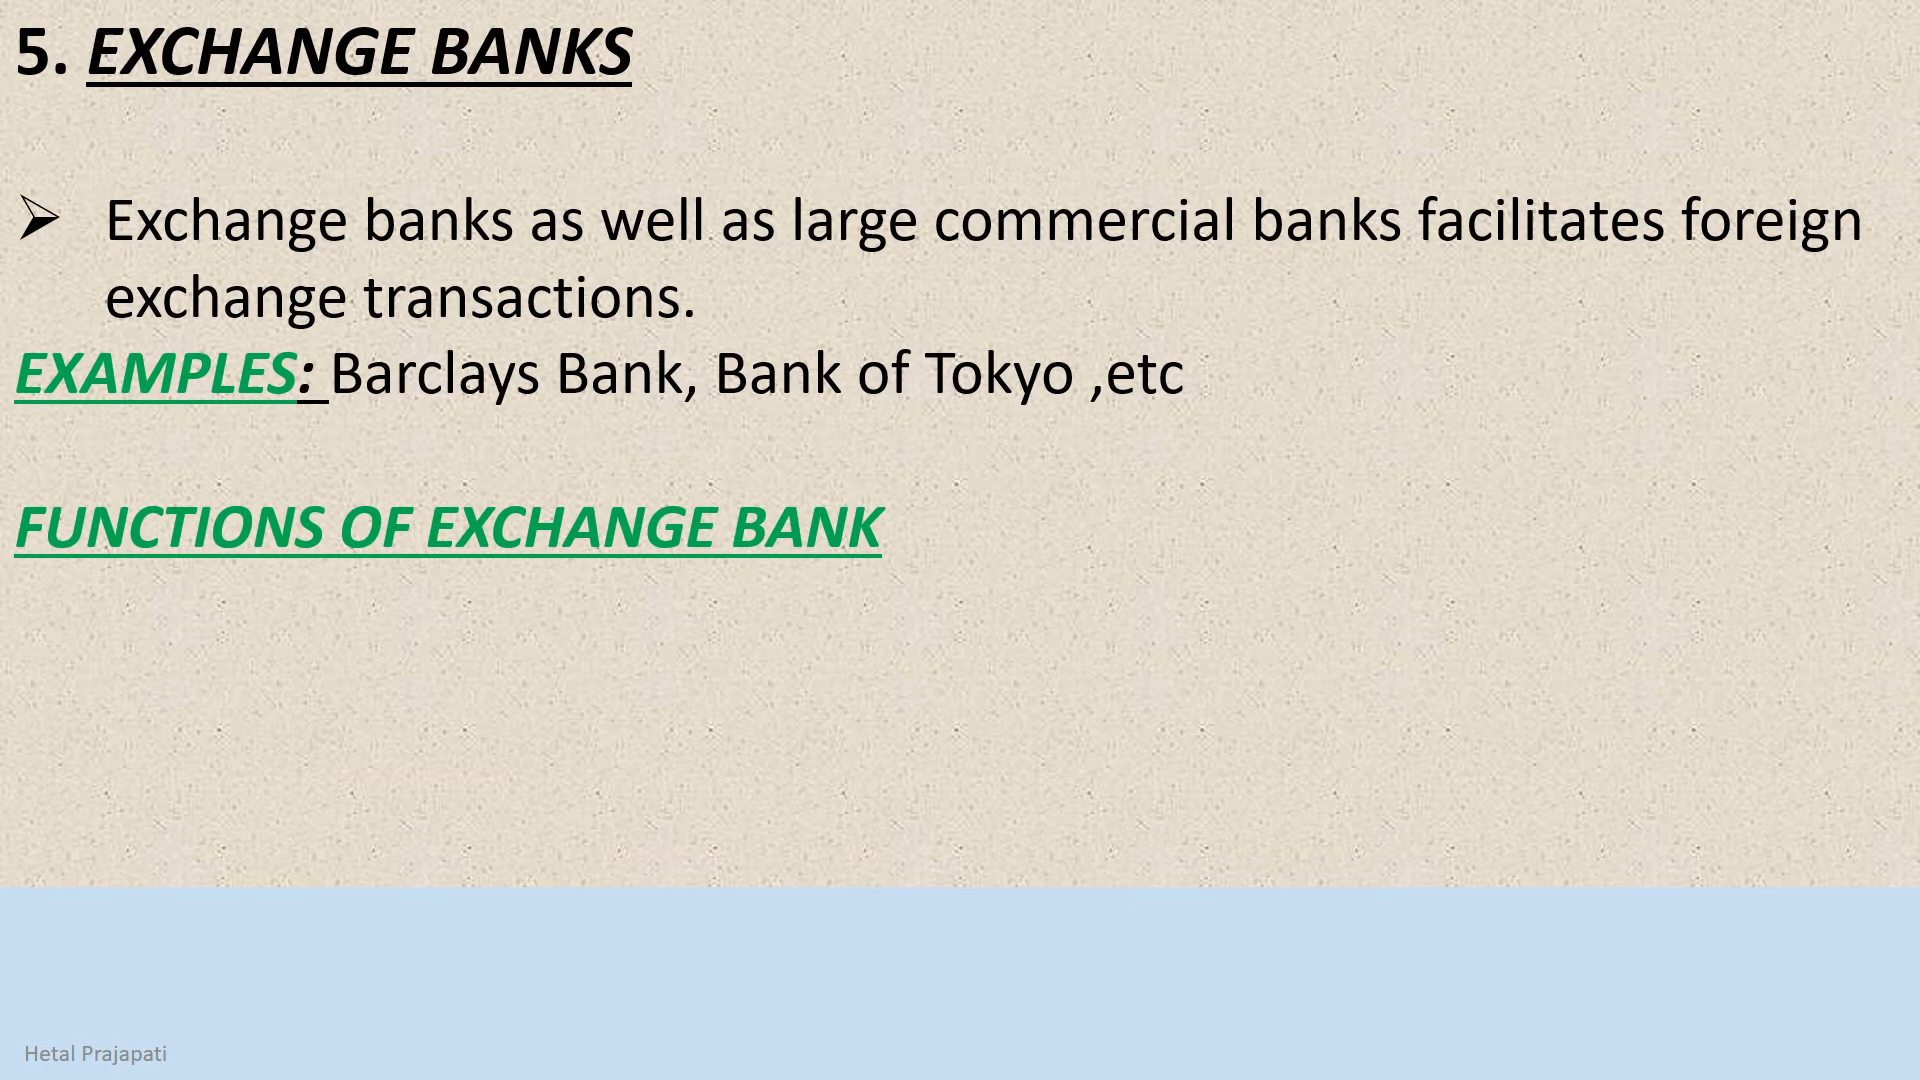 5. EXCHANGE BANKS
➢ Exchange banks as well as large commercial banks facilitates foreign
exchange transactions.
EXAMPLES: Barclays Bank, Bank of Tokyo ,etc
FUNCTIONS OF EXCHANGE BANK
Hetal Prajapati